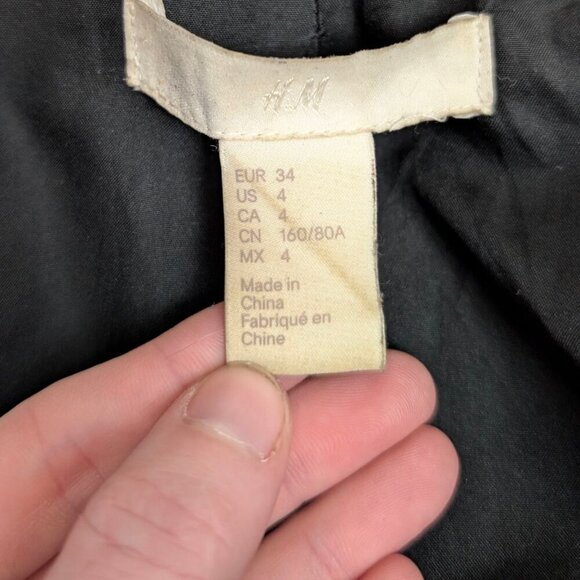 H&M
EUR 34
US 4
CA 4
CN 160/80A
MX 4
Made in
China
Fabriqué en
Chine